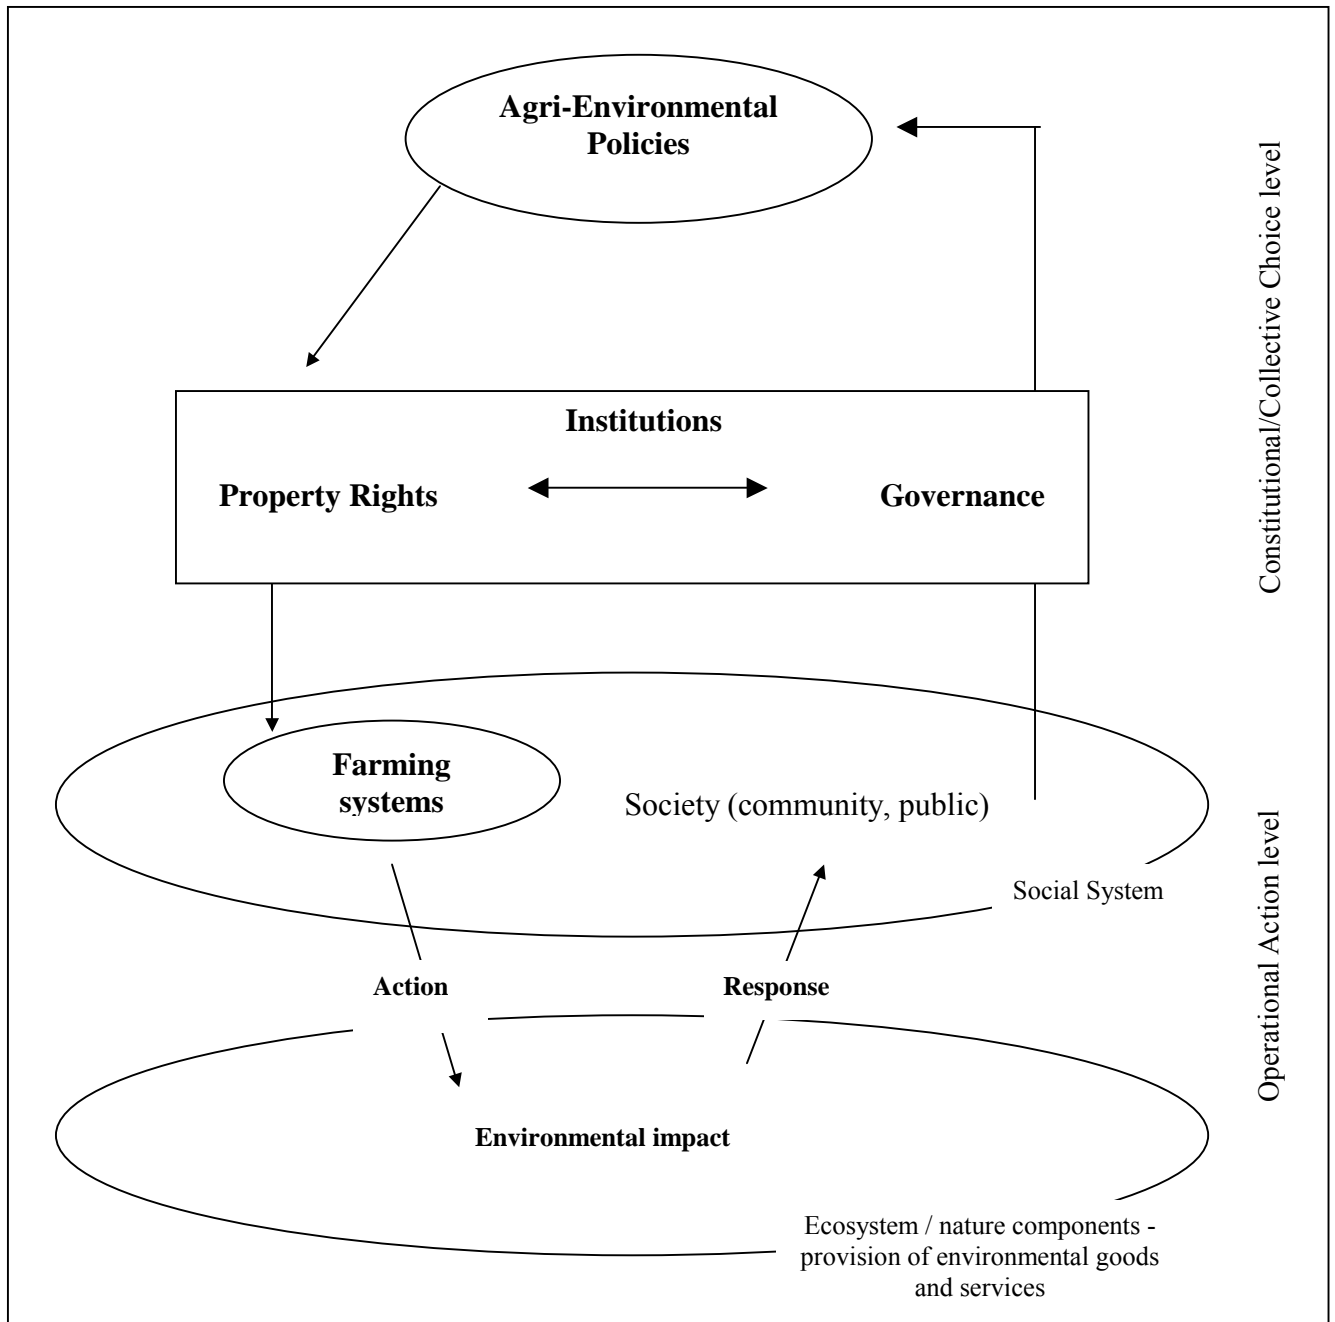 Agri-Environmental
Policies
Constitutional/Collective Choice level
Institutions
Property Rights
Governance
Farming
systems
Society (community, public)
Social System
Operational Action level
Action
Response
Environmental impact
Ecosystem / nature components -
provision of environmental goods
and services